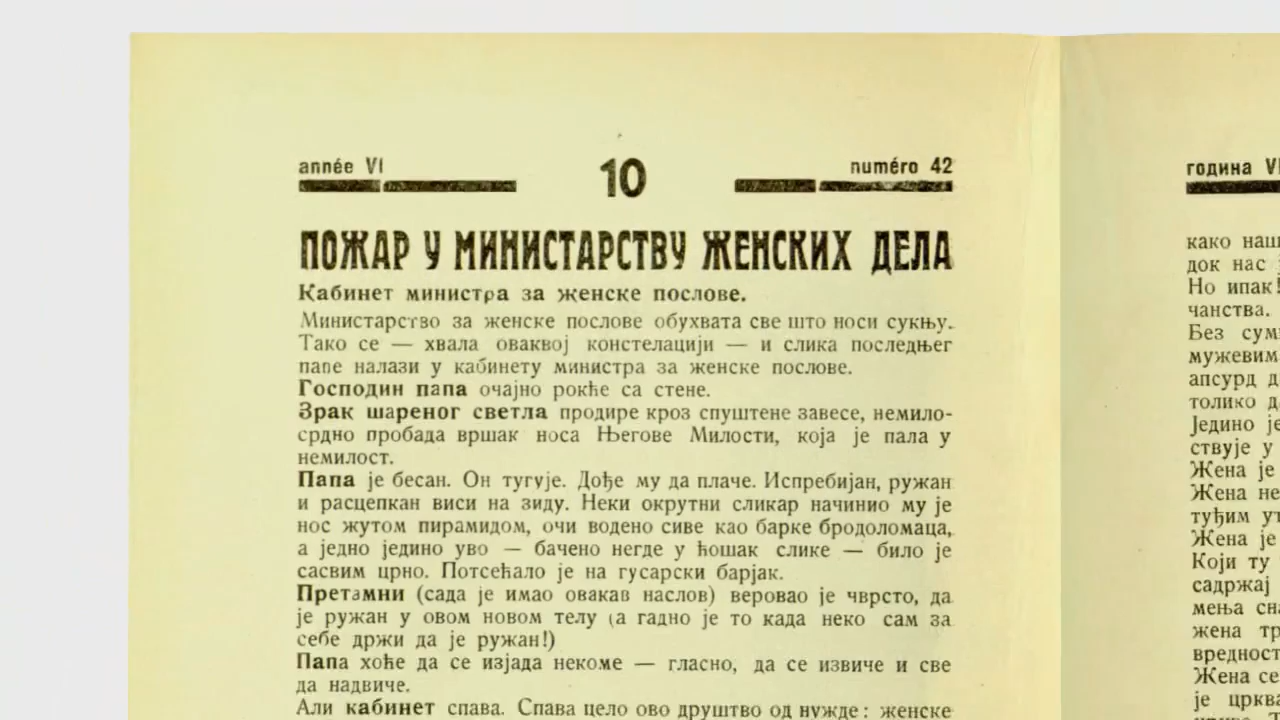 année VI
10
numéro 42
ПОЖАР У МИНИСТАРСТВУ ЖЕНСКИХ ДЕЛА
Кабинет министра за женске послове.
Министарство за женске послове обухвата све што носи сукњу.
Тако се — хвала оваквој констелацији — и слика последњег
папе налази у кабинету министра за женске послове.
Господин папа очајно рокће са стене.
Зрак шареног светла продире кроз спуштене завесе, немило-
срдно пробада вршак носа Његове Милости, која је пала у
немилост.
Папа је бесан. Он тугује. Дође му да плаче. Испребијан, ружан
и расцепкан виси на зиду. Неки окрутни сликар начинио му је
нос жутом пирамидом, очи водено сиве као барке бродоломаца,
а једно једино уво — бачено негде у ћошак слике — било је
сасвим црно. Потсећало је на гусарски барјак.
Претамни (сада је имао овакав наслов) веровао је чврсто, да
је ружан у овом новом телу (а гадно је то када неко сам за
себе држи да је ружан!)
Папа хоће да се изјада некоме — гласно, да се извиче и све
да надвиче.
Али кабинет спава. Спава цело ово друштво од нужде: женске
година VI
како наш
док нас
Но ипак!
чанства.
Без сум
мужевим
апсурд д
толико д
Једино је
ствује у
Жена је
Жена не
туђим ут
Жена је
Који ту
садржај
мења сна
жена тр
вредност
Жена се
је црква